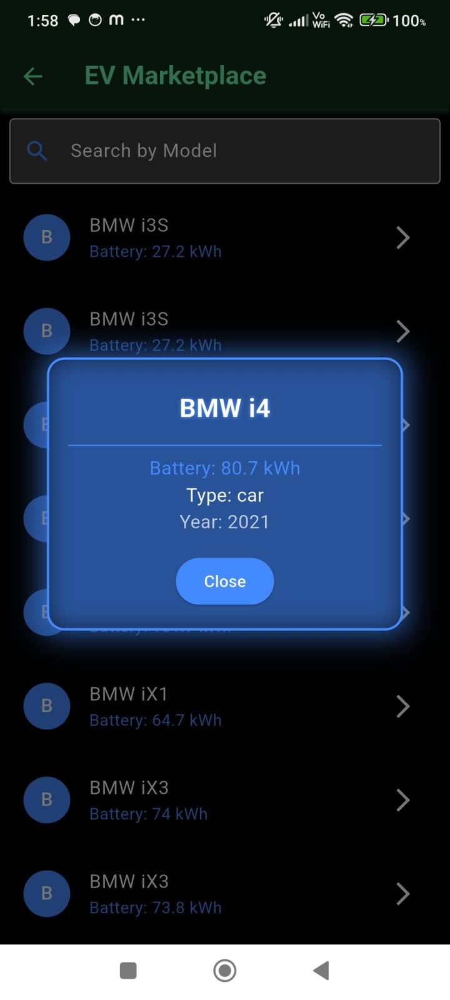 1:58 m ... Vo WiFi 100%
EV Marketplace
Search by Model
B BMW i3S
Battery: 27.2 kWh
B BMW i3S
Battery: 27.2 kWh
BMW i4
Battery: 80.7 kWh
Type: car
Year: 2021
Close
B BMW iX1
Battery: 64.7 kWh
B BMW iX3
Battery: 74 kWh
B BMW iX3
Battery: 73.8 kWh